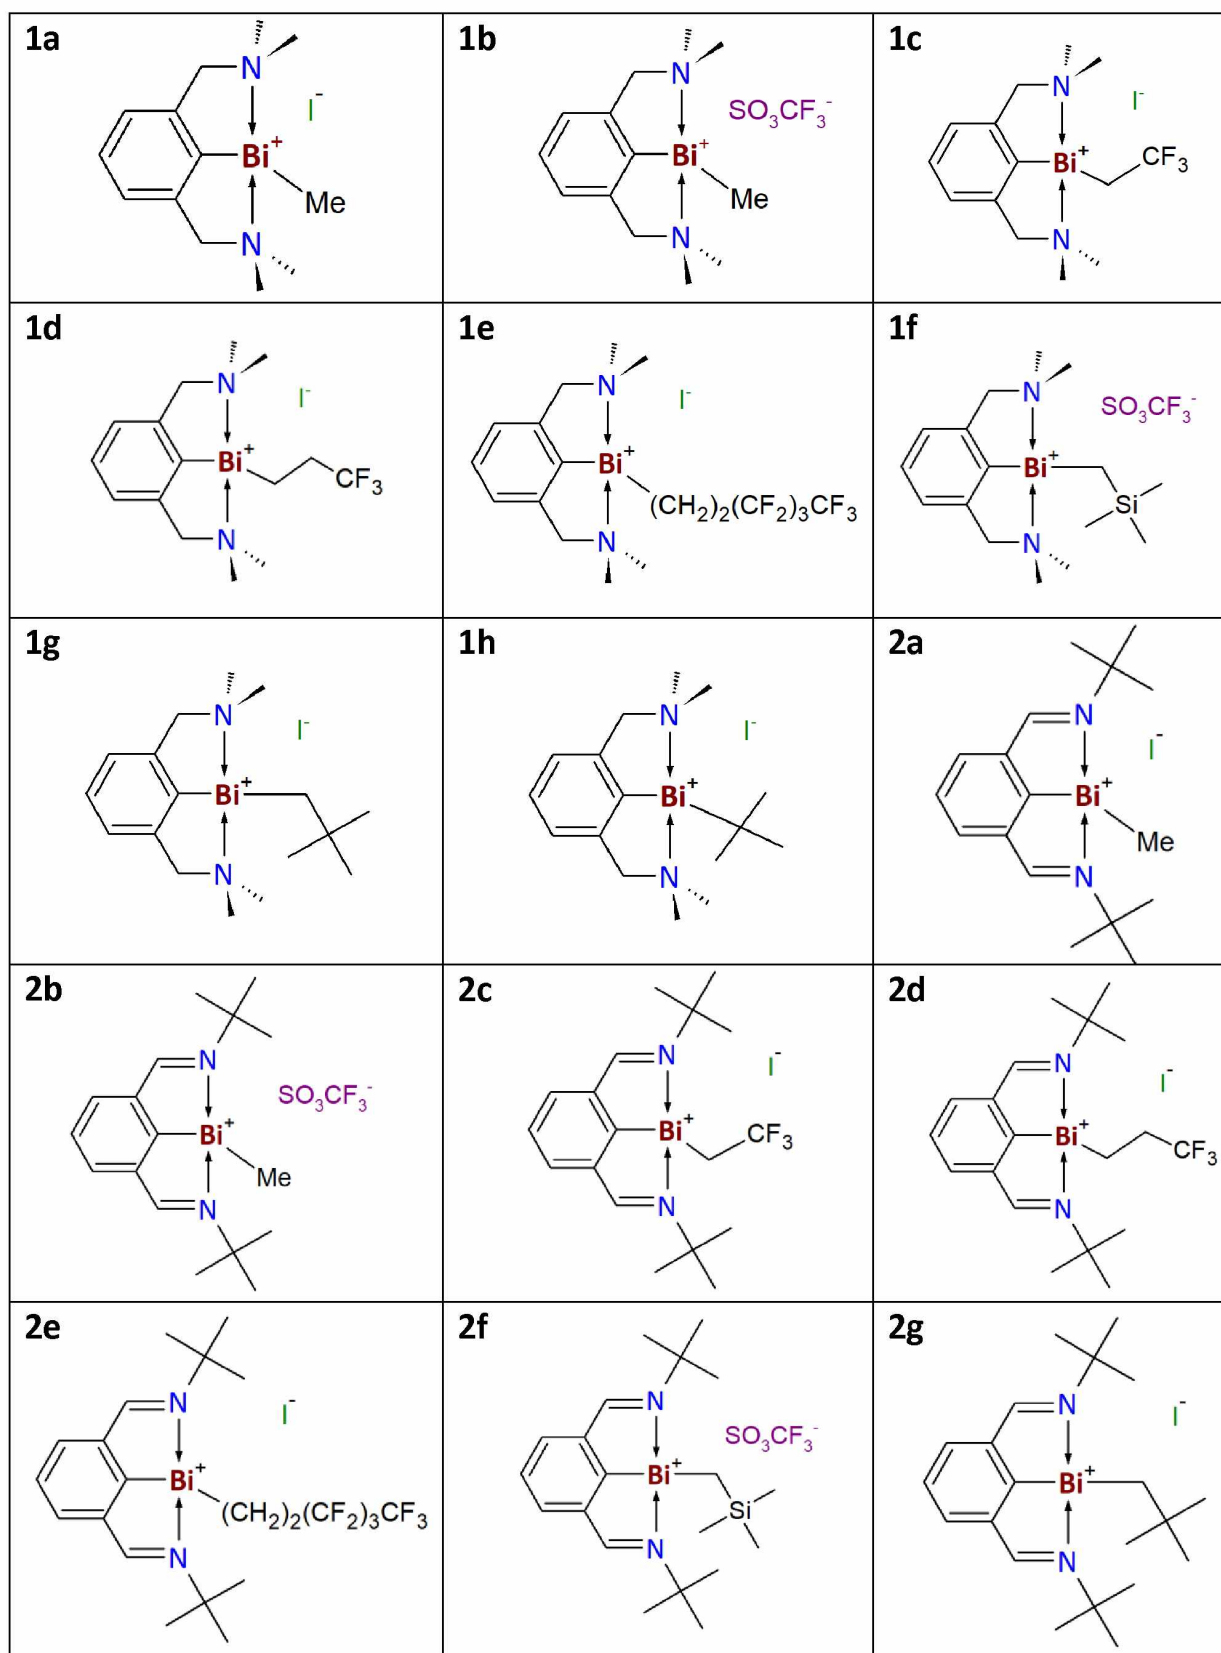 1a
N
I⁻
Bi⁺
Me
N
1b
N
SO₃CF₃⁻
Bi⁺
Me
N
1c
N
I⁻
Bi⁺
CF₃
N
1d
N
I⁻
Bi⁺
CF₃
N
1e
N
I⁻
Bi⁺
(CH₂)₂(CF₂)₃CF₃
N
1f
N
SO₃CF₃⁻
Bi⁺
Si
N
1g
N
I⁻
Bi⁺
N
1h
N
I⁻
Bi⁺
N
2a
N
I⁻
Bi⁺
Me
N
2b
N
SO₃CF₃⁻
Bi⁺
Me
N
2c
N
I⁻
Bi⁺
CF₃
N
2d
N
I⁻
Bi⁺
CF₃
N
2e
N
I⁻
Bi⁺
(CH₂)₂(CF₂)₃CF₃
N
2f
N
SO₃CF₃⁻
Bi⁺
Si
N
2g
N
I⁻
Bi⁺
N